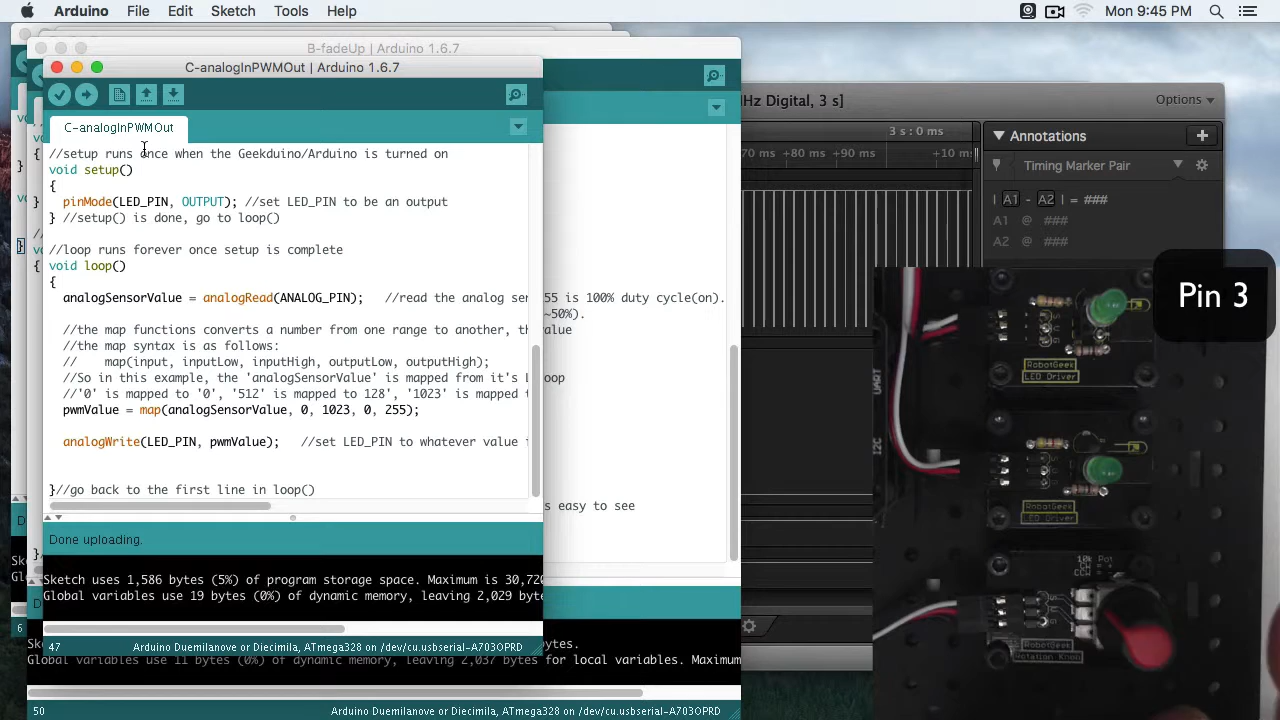 Arduino File Edit Sketch Tools Help
Mon 9:45 PM
B-fadeUp | Arduino 1.6.7
C-analogInPWMOut | Arduino 1.6.7
C-analogInPWMOut
//setup runs once when the Geekduino/Arduino is turned on
void setup()
{
pinMode(LED_PIN, OUTPUT); //set LED_PIN to be an output
} //setup() is done, go to loop()
//loop runs forever once setup is complete
void loop()
{
analogSensorValue = analogRead(ANALOG_PIN); //read the analog sen
//the map functions converts a number from one range to another, th
//the map syntax is as follows:
// map(input, inputLow, inputHigh, outputLow, outputHigh);
//So in this example, the 'analogSensorValue' is mapped from it's
//'0' is mapped to '0', '512' is mapped to 128', '1023' is mapped t
pwmValue = map(analogSensorValue, 0, 1023, 0, 255);
analogWrite(LED_PIN, pwmValue); //set LED_PIN to whatever value
}//go back to the first line in loop()
Done uploading.
Sketch uses 1,586 bytes (5%) of program storage space. Maximum is 30,720
Global variables use 19 bytes (0%) of dynamic memory, leaving 2,029 byte
47 Arduino Duemilanove or Diecimila, ATmega328 on /dev/cu.usbserial-A703OPRD
55 is 100% duty cycle(on).
~50%).
value
oop
s easy to see
ytes.
Global variables use 11 bytes (0%) of dynamic memory, leaving 2,037 bytes for local variables. Maximum
50 Arduino Duemilanove or Diecimila, ATmega328 on /dev/cu.usbserial-A703OPRD
Hz Digital, 3 s]
Options
3 s : 0 ms
70 ms +80 ms +90 ms +10 m
Annotations
Timing Marker Pair
| A1 - A2 | = ###
A1 @ ###
A2 @ ###
Pin 3
UART
I2C
RobotGeek
LED Driver
RobotGeek
LED Driver
10k Pot
CW = +
CCW = -
RobotGeek
Rotation Knob